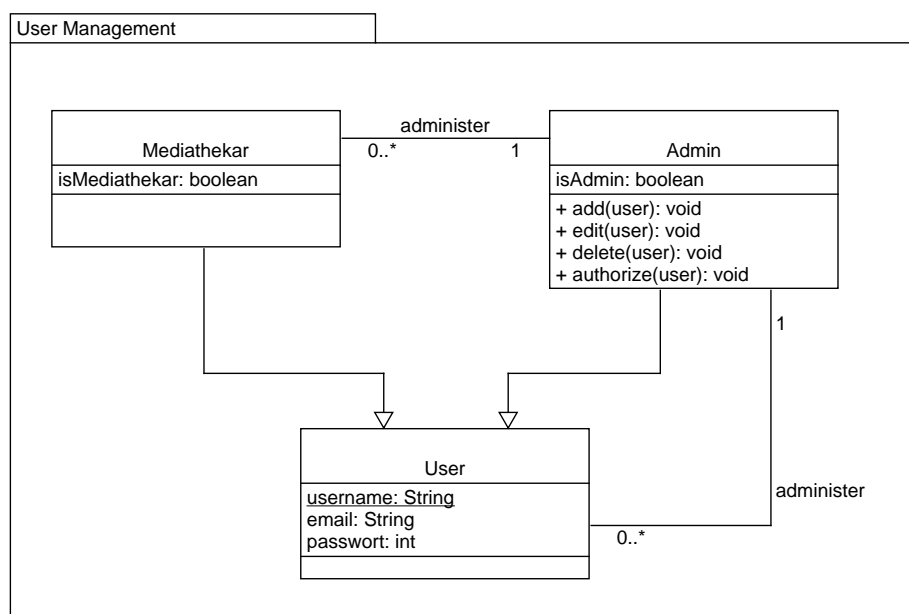 User Management
Mediathekar
isMediathekar: boolean
administer
0..*
1
Admin
isAdmin: boolean
+ add(user): void
+ edit(user): void
+ delete(user): void
+ authorize(user): void
1
administer
0..*
User
username: String
email: String
passwort: int